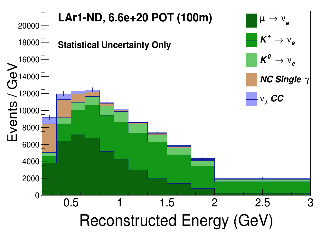 LAr1-ND, 6.6e+20 POT (100m)
Statistical Uncertainty Only
μ → νe
K⁺ → νe
K⁰ → νe
NC Single γ
CC
Events / GeV
20000
18000
16000
14000
12000
10000
8000
6000
4000
2000
0
0.5 1 1.5 2 2.5 3
Reconstructed Energy (GeV)